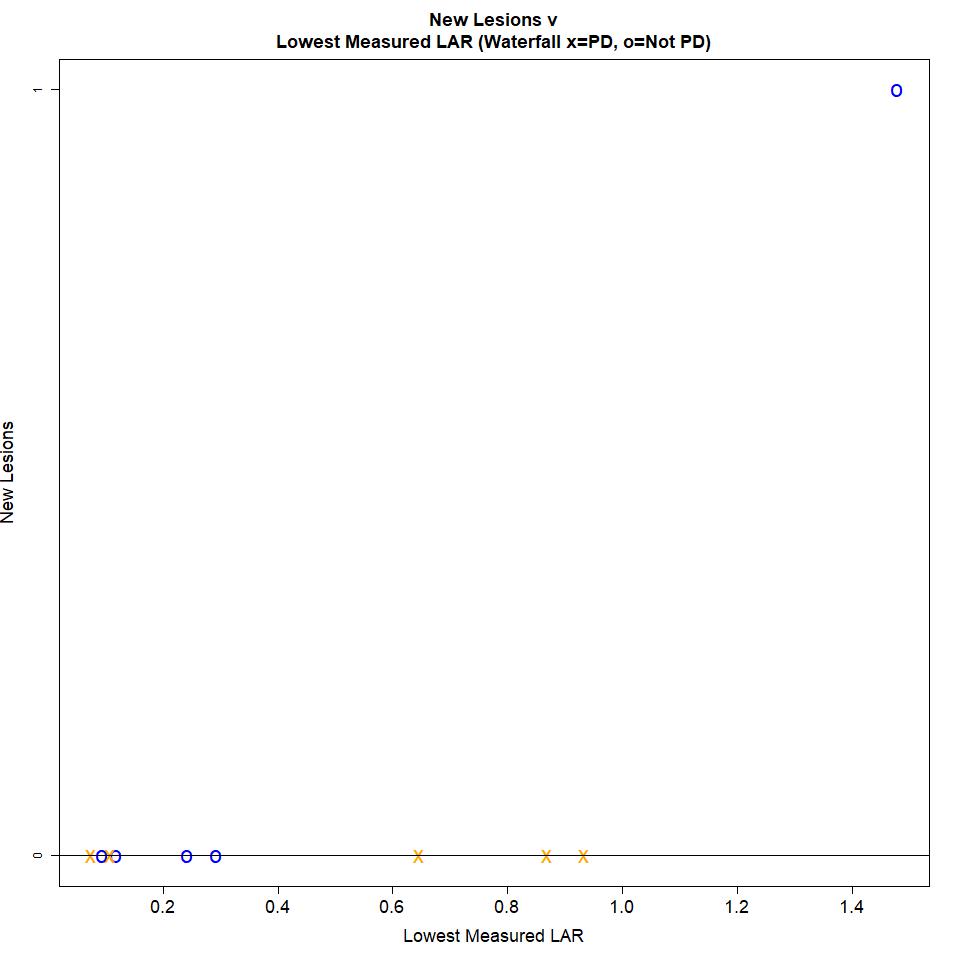 New Lesions v
Lowest Measured LAR (Waterfall x=PD, o=Not PD)
1
New Lesions
0
x o x o o o x x x o
0.2 0.4 0.6 0.8 1.0 1.2 1.4
Lowest Measured LAR